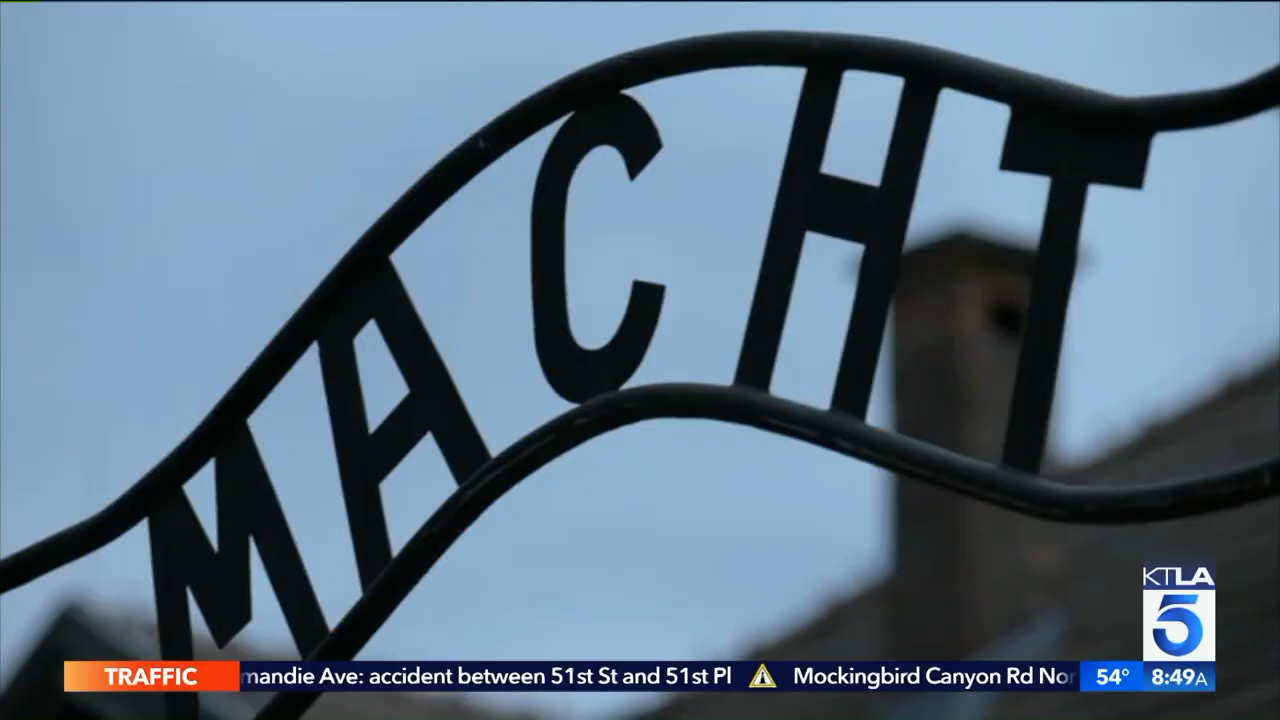 MACHT
KTLA
5
TRAFFIC
mandie Ave: accident between 51st St and 51st Pl ⚠ Mockingbird Canyon Rd Nor
54° 8:49A